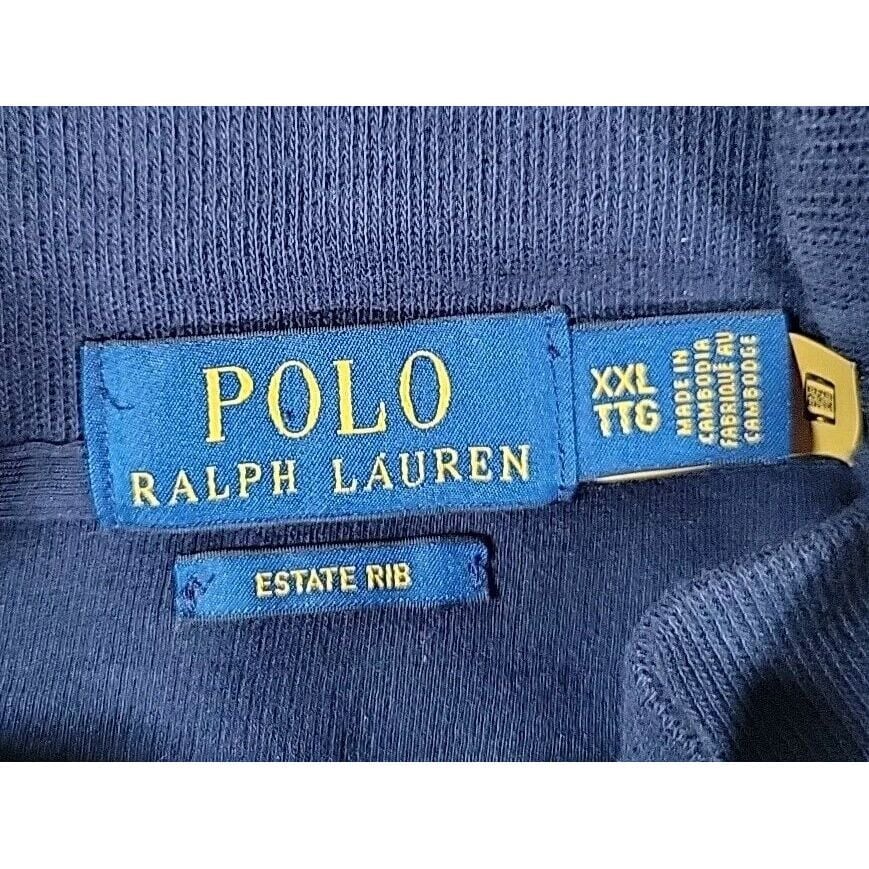 POLO
RALPH LAUREN
XXL
TTG
MADE IN
CAMBODIA
FABRIQUÉ AU
CAMBODGE
ESTATE RIB